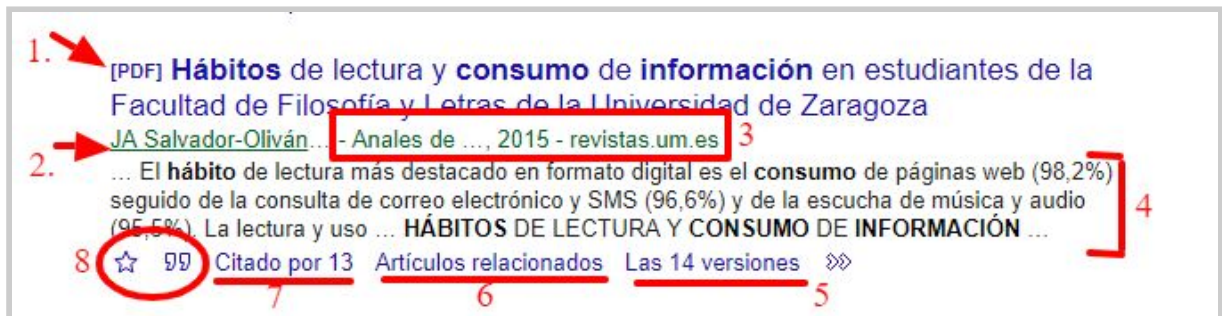 1.
[PDF] Hábitos de lectura y consumo de información en estudiantes de la
Facultad de Filosofía y Letras de la Universidad de Zaragoza
2.
JA Salvador-Oliván… - Anales de …, 2015 - revistas.um.es
3
… El hábito de lectura más destacado en formato digital es el consumo de páginas web (98,2%)
seguido de la consulta de correo electrónico y SMS (96,6%) y de la escucha de música y audio
(95,5%). La lectura y uso … HÁBITOS DE LECTURA Y CONSUMO DE INFORMACIÓN …
4
8
Citado por 13 Artículos relacionados Las 14 versiones
7 6 5